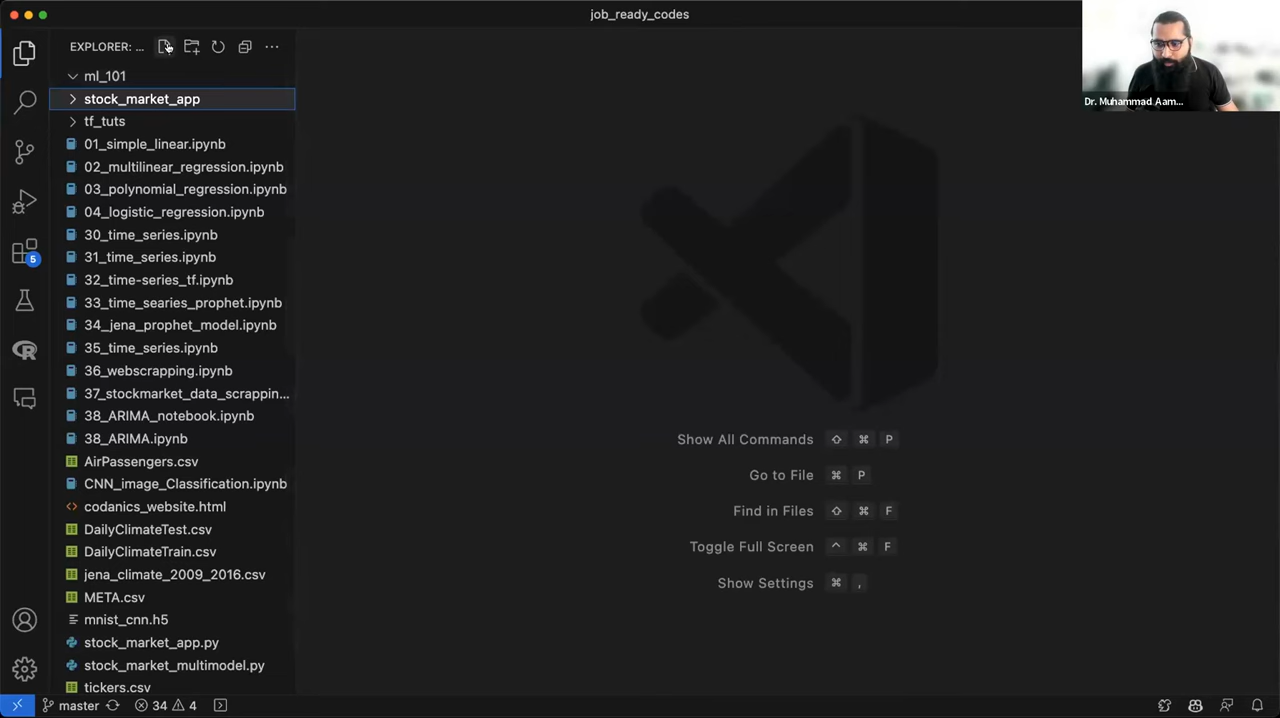 job_ready_codes
EXPLORER: ...
ml_101
stock_market_app
tf_tuts
01_simple_linear.ipynb
02_multilinear_regression.ipynb
03_polynomial_regression.ipynb
04_logistic_regression.ipynb
30_time_series.ipynb
31_time_series.ipynb
32_time-series_tf.ipynb
33_time_searies_prophet.ipynb
34_jena_prophet_model.ipynb
35_time_series.ipynb
36_webscrapping.ipynb
37_stockmarket_data_scrappin...
38_ARIMA_notebook.ipynb
38_ARIMA.ipynb
AirPassengers.csv
CNN_image_Classification.ipynb
codanics_website.html
DailyClimateTest.csv
DailyClimateTrain.csv
jena_climate_2009_2016.csv
META.csv
mnist_cnn.h5
stock_market_app.py
stock_market_multimodel.py
tickers.csv
5
Show All Commands ⇧ ⌘ P
Go to File ⌘ P
Find in Files ⇧ ⌘ F
Toggle Full Screen ^ ⌘ F
Show Settings ⌘ ,
Dr. Muhammad Aam...
master 34 4